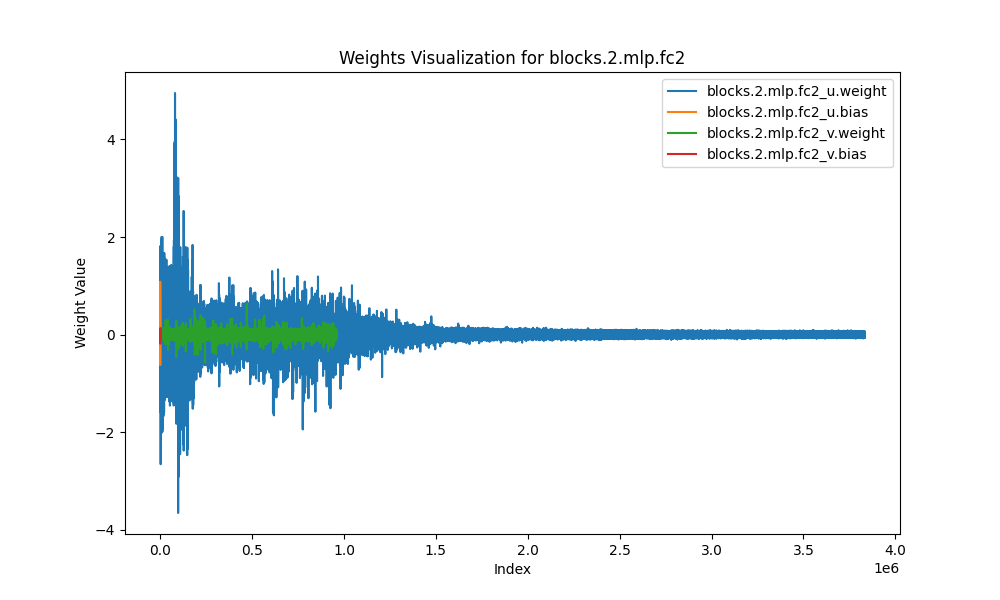 Weights Visualization for blocks.2.mlp.fc2
blocks.2.mlp.fc2_u.weight
blocks.2.mlp.fc2_u.bias
blocks.2.mlp.fc2_v.weight
blocks.2.mlp.fc2_v.bias
4
2
0
−2
−4
Weight Value
0.0 0.5 1.0 1.5 2.0 2.5 3.0 3.5 4.0
1e6
Index